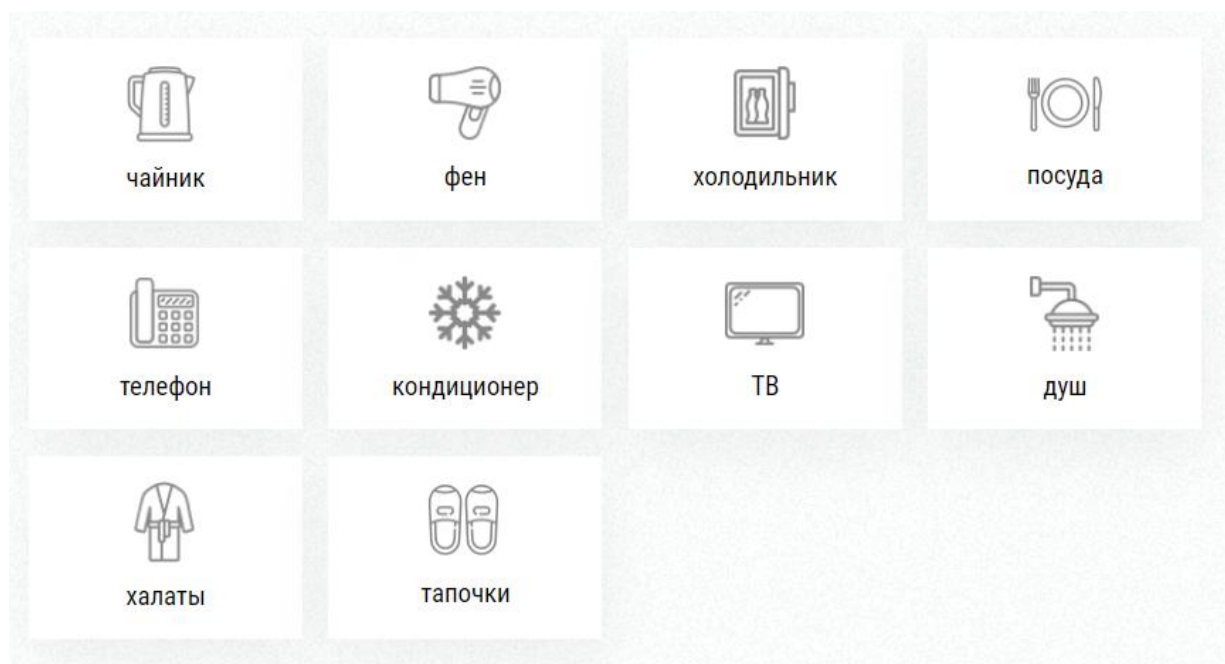 чайник
фен
холодильник
посуда
телефон
кондиционер
ТВ
душ
халаты
тапочки